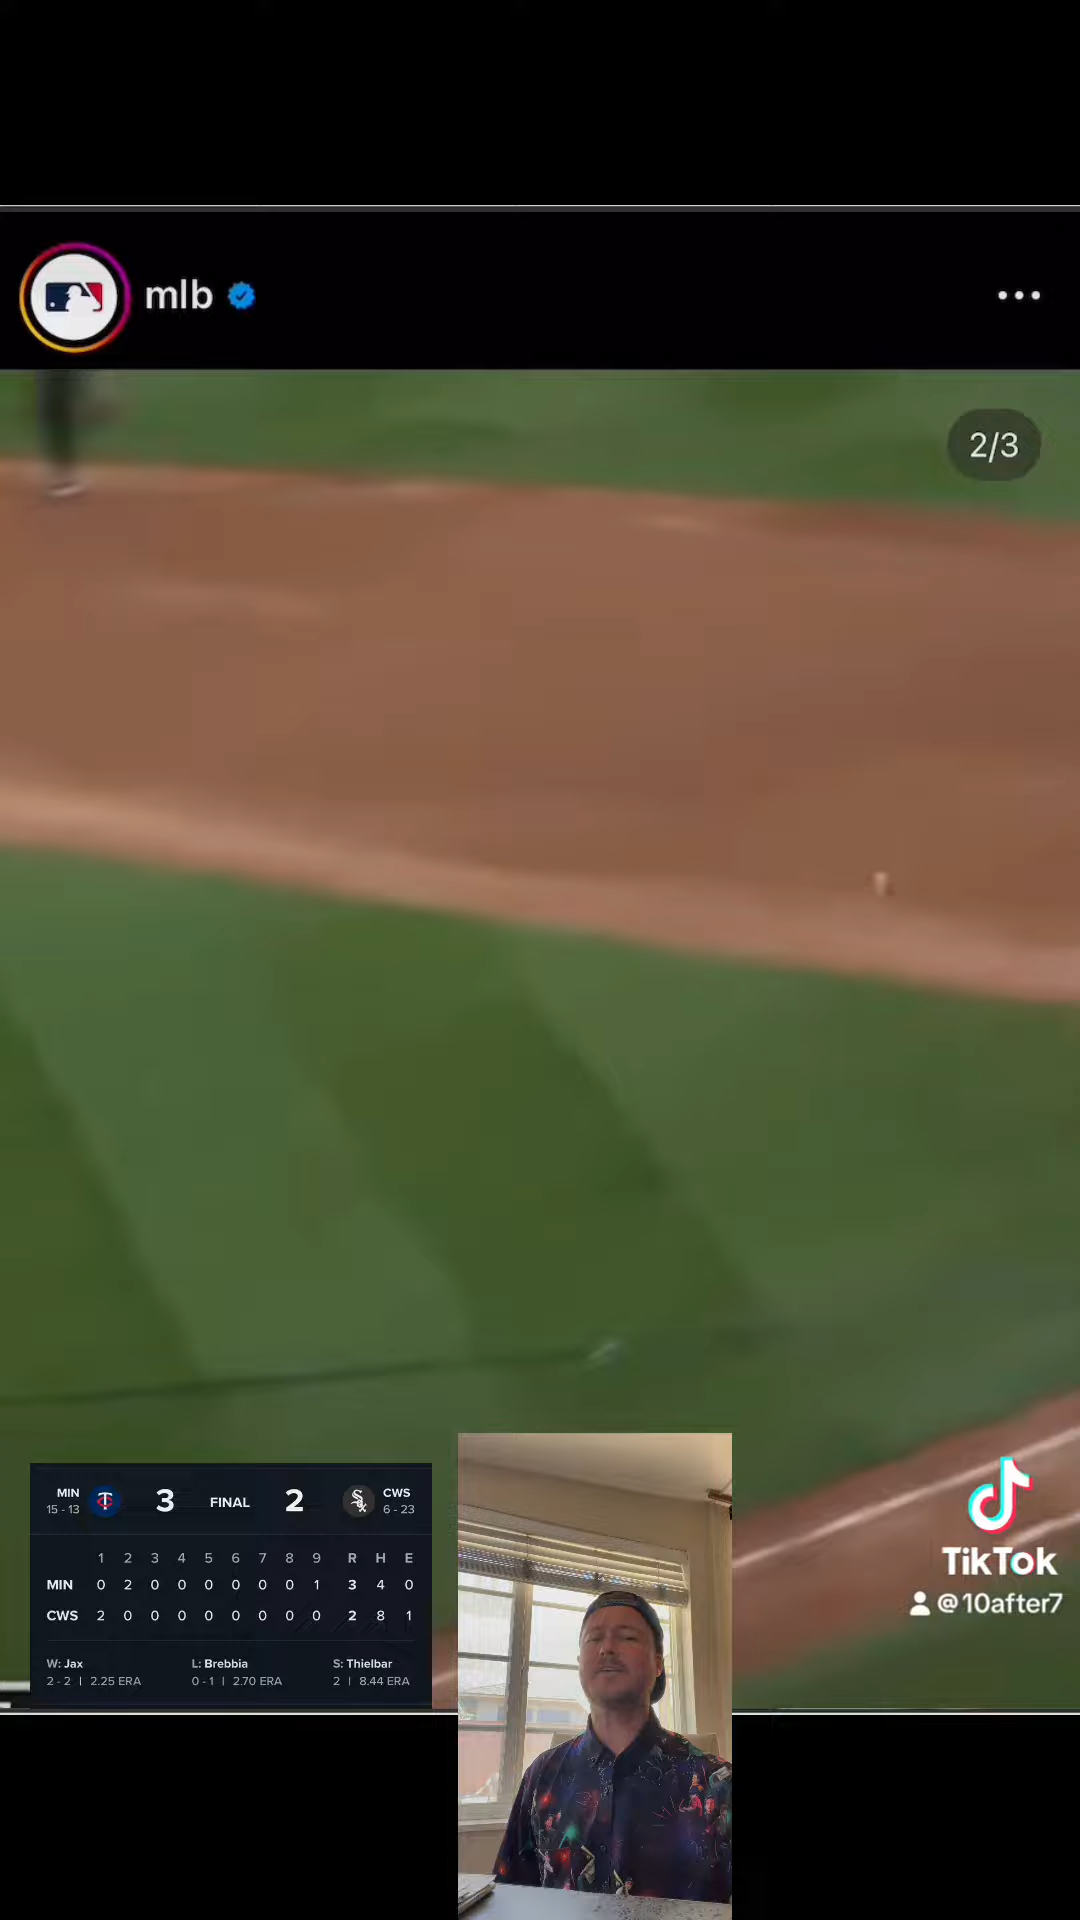 mlb
2/3
MIN 3 FINAL 2 CWS
15 - 13 6 - 23
1 2 3 4 5 6 7 8 9 R H E
MIN 0 2 0 0 0 0 0 0 1 3 4 0
CWS 2 0 0 0 0 0 0 0 0 2 8 1
W: Jax L: Brebbia S: Thielbar
2 - 2 | 2.25 ERA 0 - 1 | 2.70 ERA 2 | 8.44 ERA
TikTok
@10after7